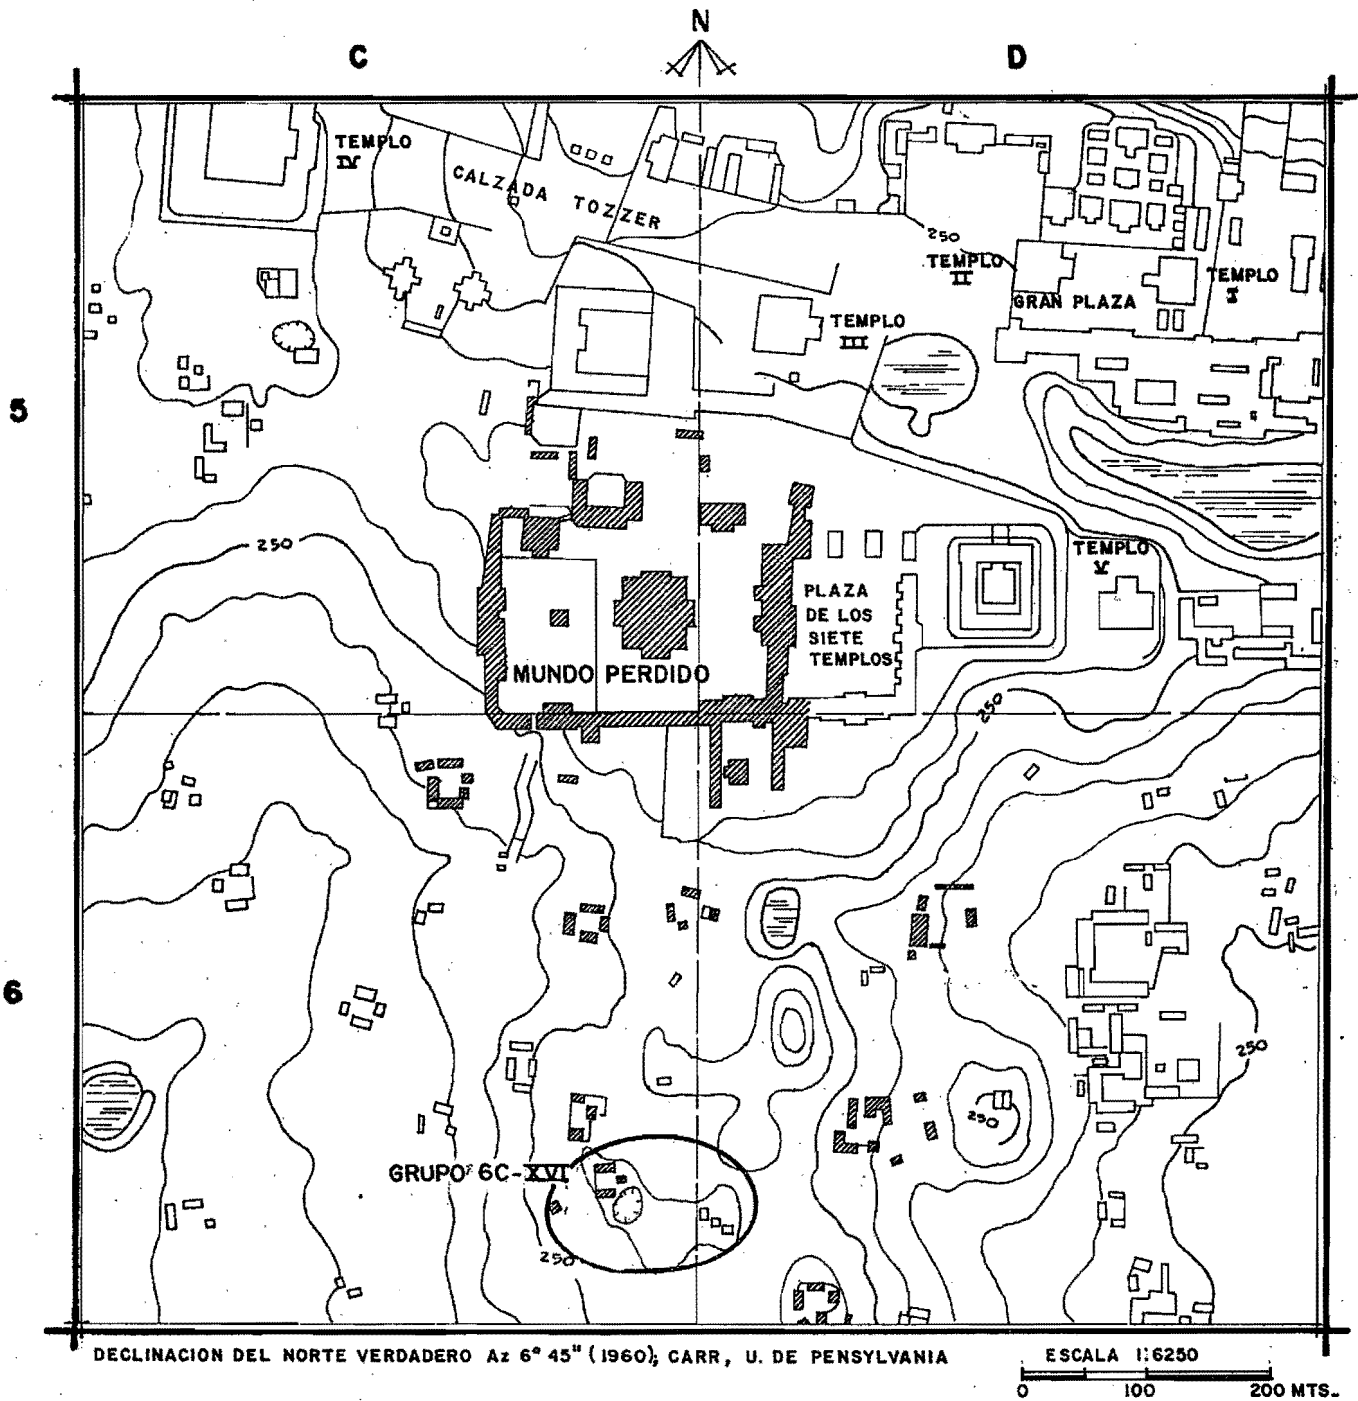 N
C
D
TEMPLO
IV
CALZADA TOZZER
250
TEMPLO
II
TEMPLO
I
GRAN PLAZA
TEMPLO
III
5
250
TEMPLO
V
PLAZA
DE LOS
SIETE
TEMPLOS
MUNDO PERDIDO
250
6
250
250
GRUPO 6C-XVI
250
DECLINACION DEL NORTE VERDADERO Az 6° 45" (1960); CARR, U. DE PENSYLVANIA
ESCALA 1:6250
0 100 200 MTS.